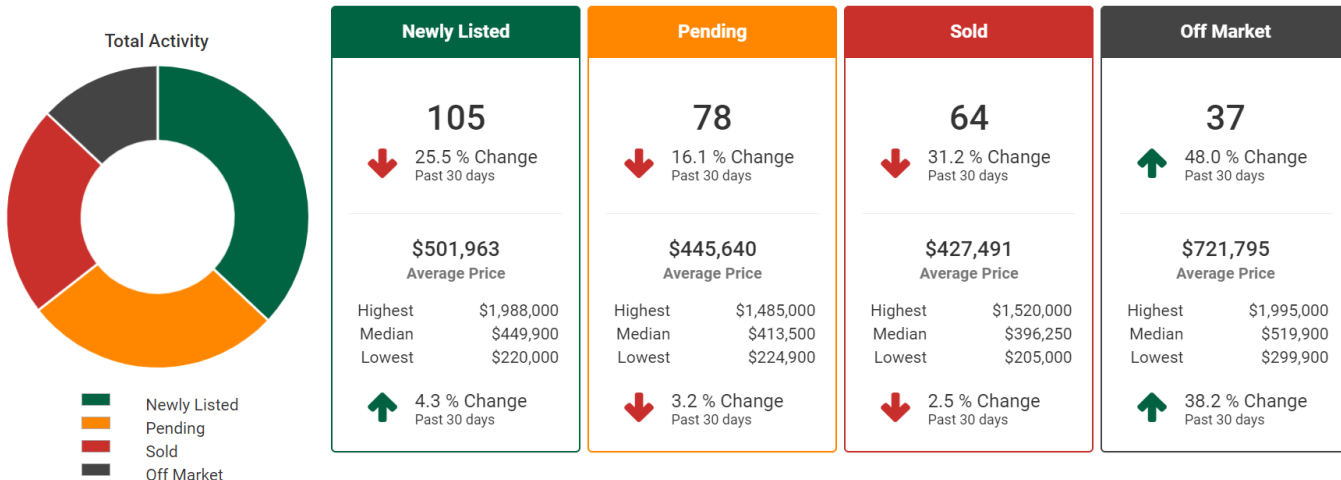 Total Activity
Newly Listed
Pending
Sold
Off Market
Newly Listed
105
25.5 % Change
Past 30 days
$501,963
Average Price
Highest $1,988,000
Median $449,900
Lowest $220,000
4.3 % Change
Past 30 days
Pending
78
16.1 % Change
Past 30 days
$445,640
Average Price
Highest $1,485,000
Median $413,500
Lowest $224,900
3.2 % Change
Past 30 days
Sold
64
31.2 % Change
Past 30 days
$427,491
Average Price
Highest $1,520,000
Median $396,250
Lowest $205,000
2.5 % Change
Past 30 days
Off Market
37
48.0 % Change
Past 30 days
$721,795
Average Price
Highest $1,995,000
Median $519,900
Lowest $299,900
38.2 % Change
Past 30 days